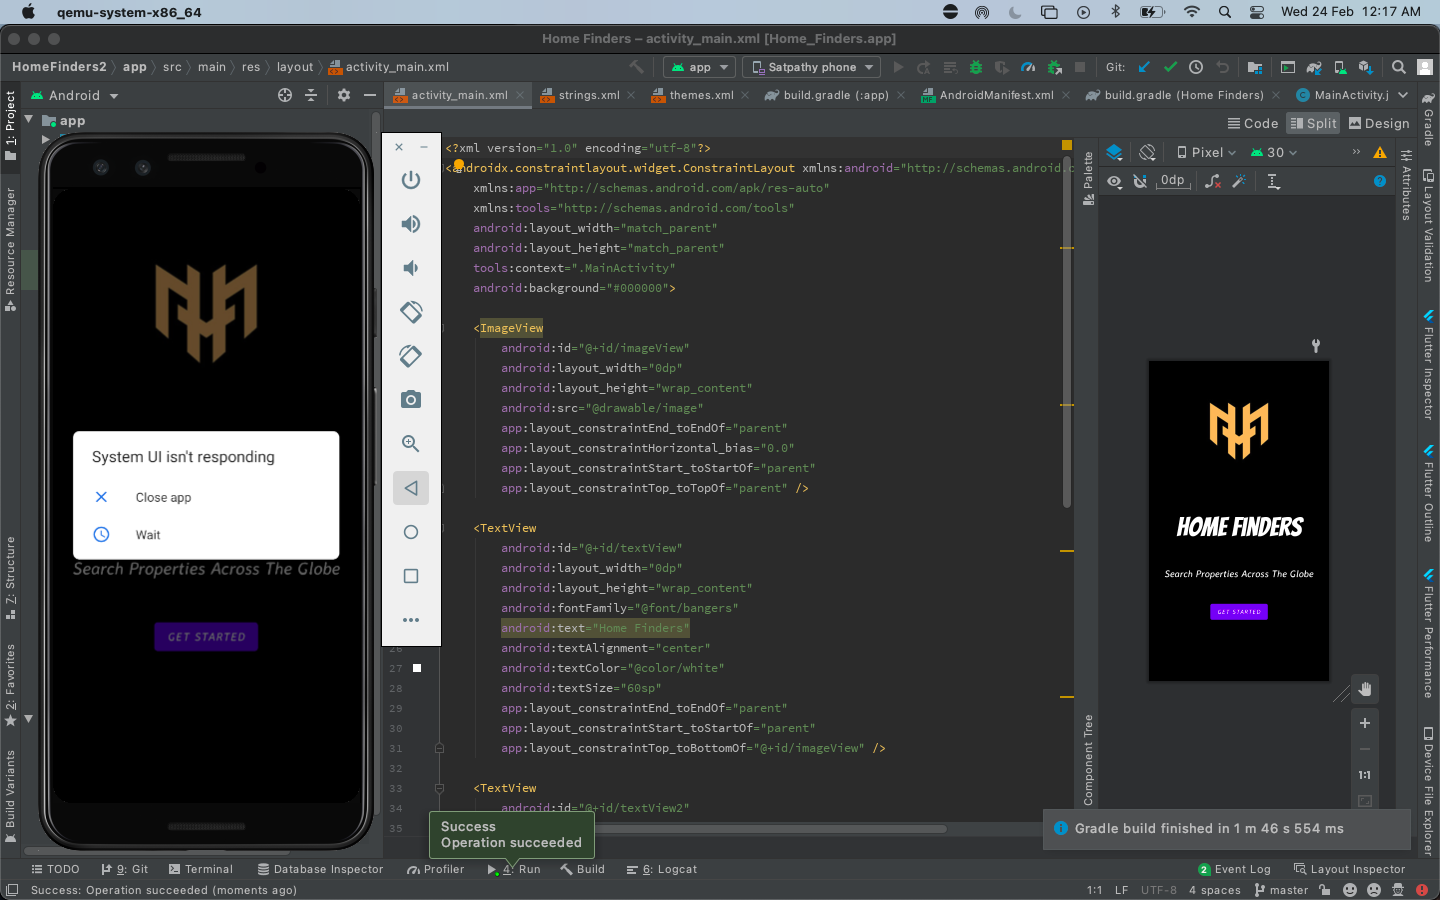 qemu-system-x86_64
Wed 24 Feb 12:17 AM
Home Finders – activity_main.xml [Home_Finders.app]
HomeFinders2 app src main res layout activity_main.xml
app
Satpathy phone
Git:
Android
activity_main.xml
strings.xml
themes.xml
build.gradle (:app)
AndroidManifest.xml
build.gradle (Home Finders)
MainActivity.j
app
Code
Split
Design
1: Project
Resource Manager
7: Structure
2: Favorites
Build Variants
System UI isn't responding
Close app
Wait
Search Properties Across The Globe
GET STARTED
<?xml version="1.0" encoding="utf-8"?>
<androidx.constraintlayout.widget.ConstraintLayout xmlns:android="http://schemas.android.c
xmlns:app="http://schemas.android.com/apk/res-auto"
xmlns:tools="http://schemas.android.com/tools"
android:layout_width="match_parent"
android:layout_height="match_parent"
tools:context=".MainActivity"
android:background="#000000">
<ImageView
android:id="@+id/imageView"
android:layout_width="0dp"
android:layout_height="wrap_content"
android:src="@drawable/image"
app:layout_constraintEnd_toEndOf="parent"
app:layout_constraintHorizontal_bias="0.0"
app:layout_constraintStart_toStartOf="parent"
app:layout_constraintTop_toTopOf="parent" />
<TextView
android:id="@+id/textView"
android:layout_width="0dp"
android:layout_height="wrap_content"
android:fontFamily="@font/bangers"
android:text="Home Finders"
26 android:textAlignment="center"
27 android:textColor="@color/white"
28 android:textSize="60sp"
29 app:layout_constraintEnd_toEndOf="parent"
30 app:layout_constraintStart_toStartOf="parent"
31 app:layout_constraintTop_toBottomOf="@+id/imageView" />
32
33 <TextView
34 android:id="@+id/textView2"
35
Success
Operation succeeded
Palette
Component Tree
Pixel
30
0dp
HOME FINDERS
Search Properties Across The Globe
GET STARTED
1:1
Attributes
Gradle
Layout Validation
Flutter Inspector
Flutter Outline
Flutter Performance
Device File Explorer
Gradle build finished in 1 m 46 s 554 ms
TODO
9: Git
Terminal
Database Inspector
Profiler
4: Run
Build
6: Logcat
2 Event Log
Layout Inspector
Success: Operation succeeded (moments ago)
1:1 LF UTF-8 4 spaces master